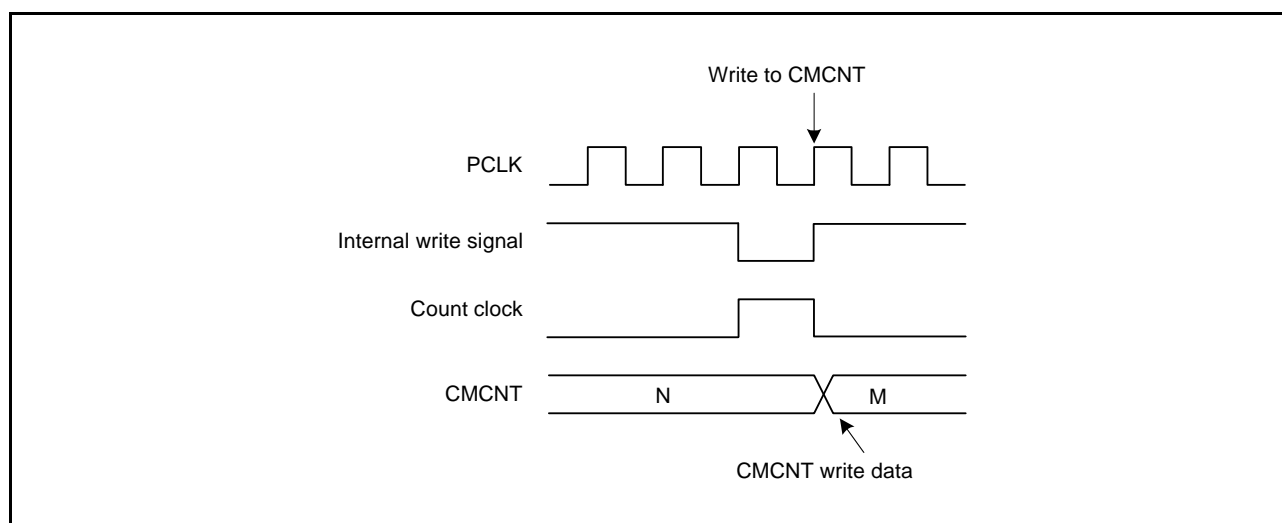 Write to CMCNT
PCLK
Internal write signal
Count clock
CMCNT
N
M
CMCNT write data